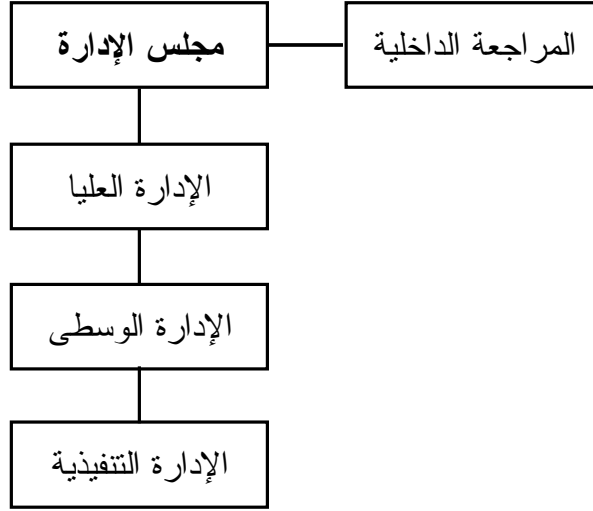 مجلس الإدارة
المراجعة الداخلية
الإدارة العليا
الإدارة الوسطى
الإدارة التنفيذية